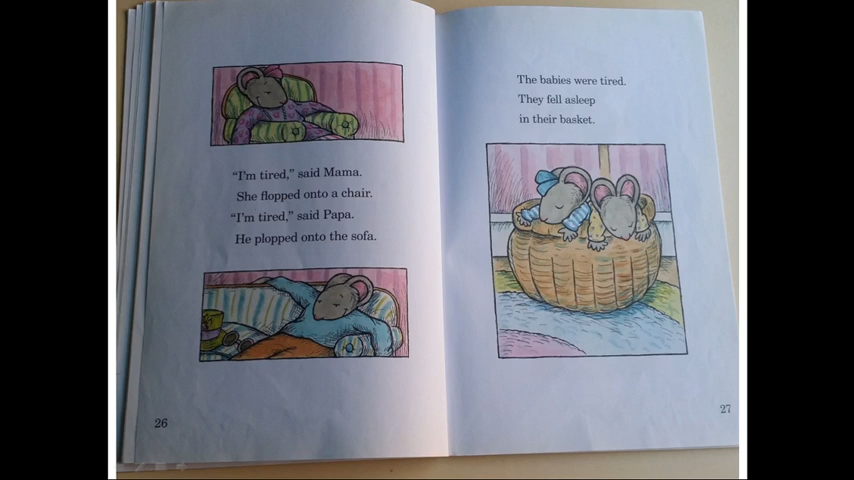 “I'm tired,” said Mama.
She flopped onto a chair.
“I'm tired,” said Papa.
He plopped onto the sofa.
26
The babies were tired.
They fell asleep
in their basket.
27